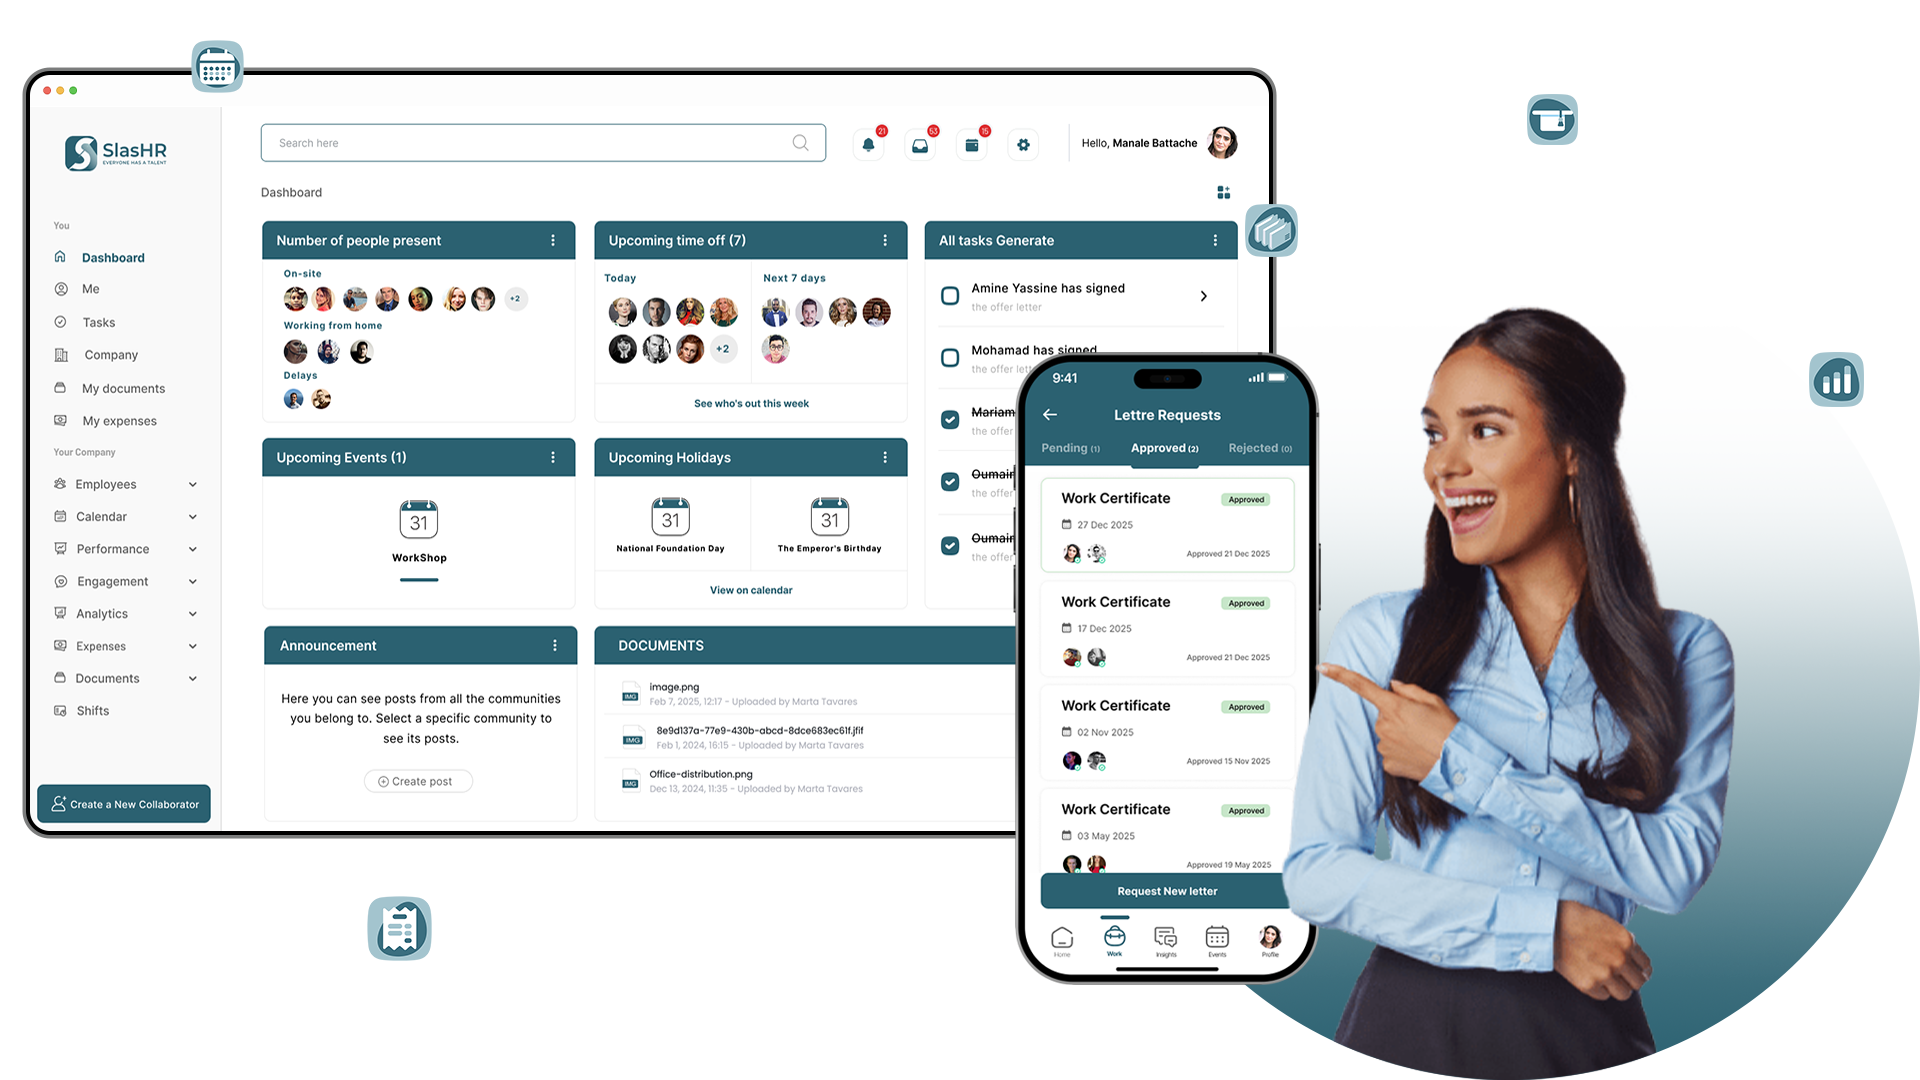 SlasHR
EVERYONE HAS A TALENT
You
Dashboard
Me
Tasks
Company
My documents
My expenses
Your Company
Employees
Calendar
Performance
Engagement
Analytics
Expenses
Documents
Shifts
Create a New Collaborator
Search here
21
53
15
Hello, Manale Battache
Dashboard
Number of people present
On-site
+2
Working from home
Delays
Upcoming time off (7)
Today
Next 7 days
+2
See who's out this week
All tasks Generate
Amine Yassine has signed
the offer letter
Mohamad has signed
the offer let
Mariam
the offer
Oumain
the offer
Oumain
the offer
Upcoming Events (1)
31
WorkShop
Upcoming Holidays
31
National Foundation Day
31
The Emperor's Birthday
View on calendar
Announcement
Here you can see posts from all the communities
you belong to. Select a specific community to
see its posts.
Create post
DOCUMENTS
IMG
image.png
Feb 7, 2025, 12:17 - Uploaded by Marta Tavares
IMG
8e9d137a-77e9-430b-abcd-8dce683ec61f.jfif
Feb 1, 2024, 16:15 - Uploaded by Marta Tavares
IMG
Office-distribution.png
Dec 13, 2024, 11:35 - Uploaded by Marta Tavares
9:41
Lettre Requests
Pending (1)
Approved (2)
Rejected (0)
Work Certificate
Approved
27 Dec 2025
Approved 21 Dec 2025
Work Certificate
Approved
17 Dec 2025
Approved 21 Dec 2025
Work Certificate
Approved
02 Nov 2025
Approved 15 Nov 2025
Work Certificate
Approved
03 May 2025
Approved 19 May 2025
Request New letter
Home
Work
Insights
Events
Profile